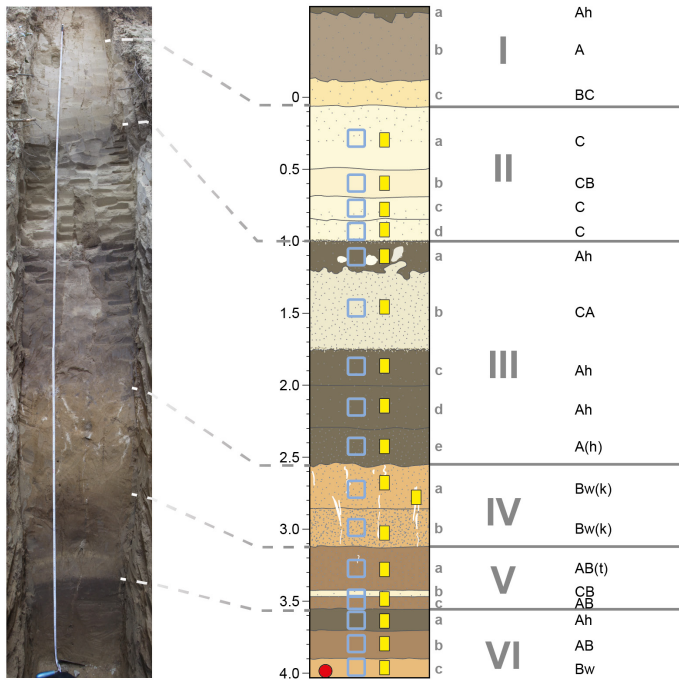 a Ah
b I A
0 c BC
a C
0.5
II
b CB
c C
d C
1.0
a Ah
1.5 b CA
III
c Ah
2.0
d Ah
2.5 e A(h)
a Bw(k)
IV
3.0 b Bw(k)
a V AB(t)
b CB
3.5 c AB
a Ah
b VI AB
4.0 c Bw